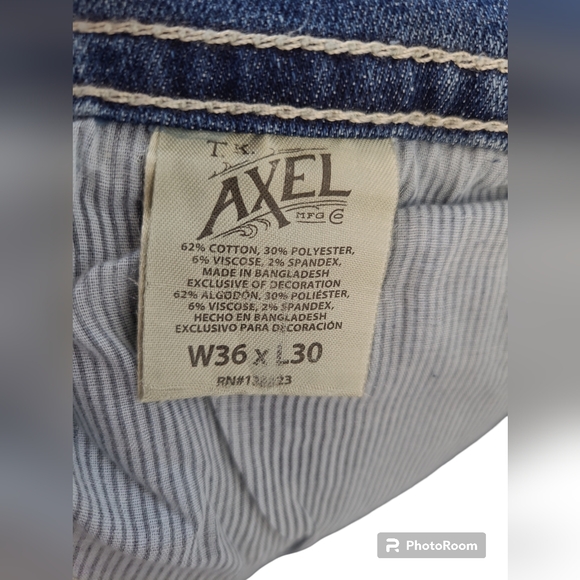 T.K.
AXEL
MFG Co
62% COTTON, 30% POLYESTER,
6% VISCOSE, 2% SPANDEX,
MADE IN BANGLADESH
EXCLUSIVE OF DECORATION
62% ALGODÓN, 30% POLIÉSTER,
6% VISCOSE, 2% SPANDEX,
HECHO EN BANGLADESH
EXCLUSIVO PARA DECORACIÓN
W36 x L30
PhotoRoom